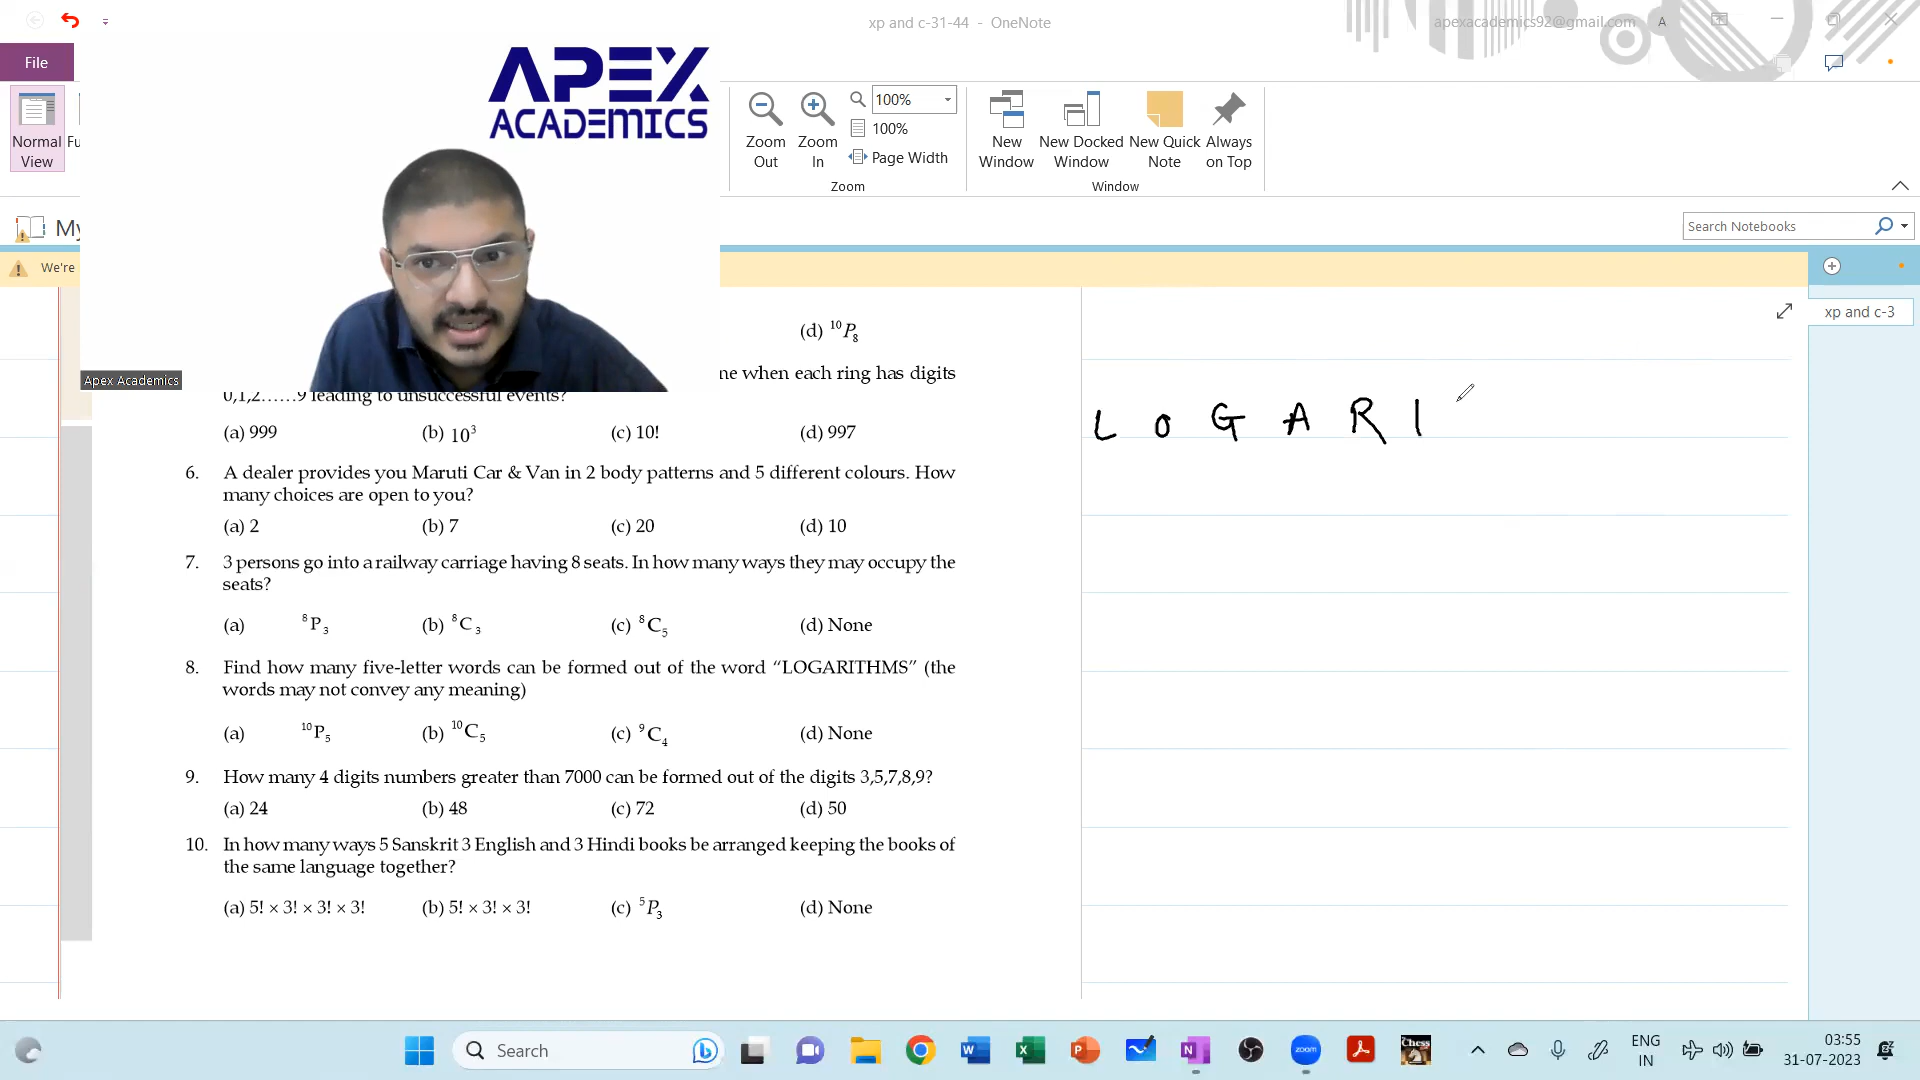 xp and c-31-44 - OneNote
apexacademics92@gmail.com A
File
APEX
ACADEMICS
Normal
View
Fu
Zoom
Out
Zoom
In
100%
100%
Page Width
Zoom
New
Window
New Docked
Window
New Quick
Note
Always
on Top
Window
My
Search Notebooks
We're
xp and c-3
Apex Academics
(d) ¹⁰P₈
ne when each ring has digits
0,1,2……9 leading to unsuccessful events?
(a) 999 (b) 10³ (c) 10! (d) 997
6. A dealer provides you Maruti Car & Van in 2 body patterns and 5 different colours. How
many choices are open to you?
(a) 2 (b) 7 (c) 20 (d) 10
7. 3 persons go into a railway carriage having 8 seats. In how many ways they may occupy the
seats?
(a) ⁸P₃ (b) ⁸C₃ (c) ⁸C₅ (d) None
8. Find how many five-letter words can be formed out of the word “LOGARITHMS” (the
words may not convey any meaning)
(a) ¹⁰P₅ (b) ¹⁰C₅ (c) ⁹C₄ (d) None
9. How many 4 digits numbers greater than 7000 can be formed out of the digits 3,5,7,8,9?
(a) 24 (b) 48 (c) 72 (d) 50
10. In how many ways 5 Sanskrit 3 English and 3 Hindi books be arranged keeping the books of
the same language together?
(a) 5! × 3! × 3! × 3! (b) 5! × 3! × 3! (c) ⁵P₃ (d) None
L O G A R I
Search
zoom
Chess
ENG
IN
03:55
31-07-2023